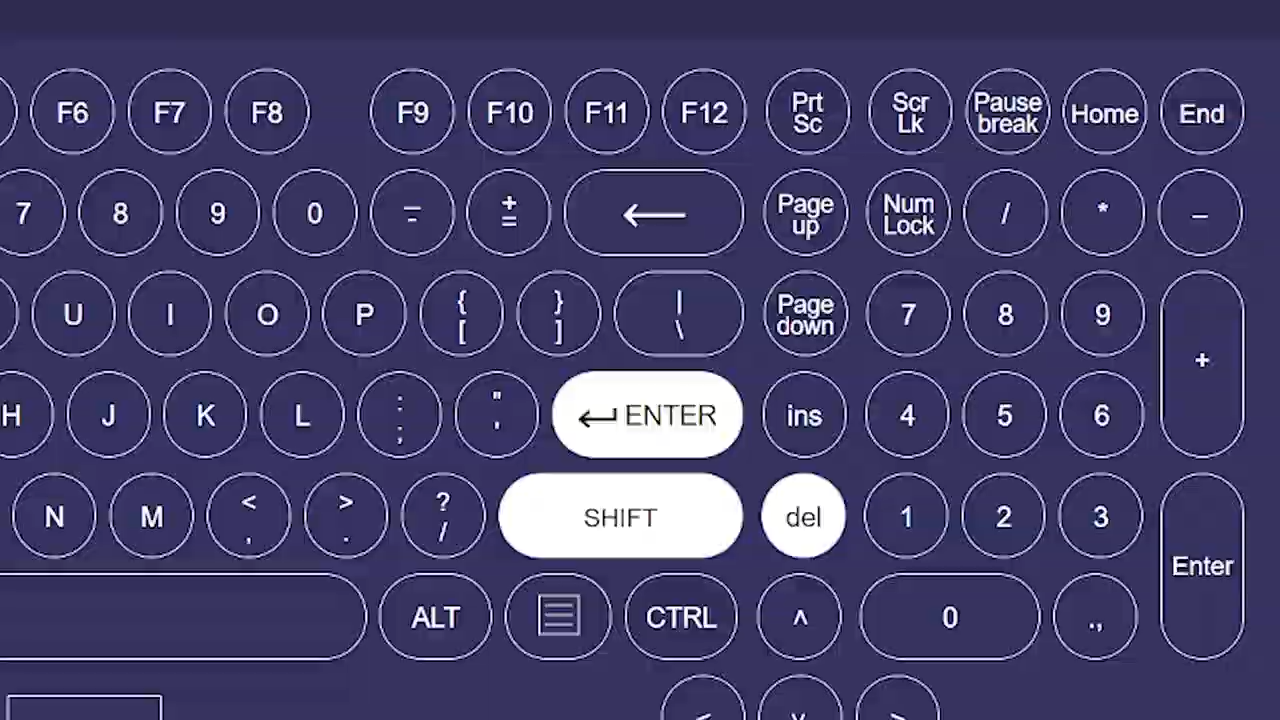 F6 F7 F8 F9 F10 F11 F12 Prt Sc Scr Lk Pause break Home End
7 8 9 0 – - + = ← Page up Num Lock / * –
U I O P { [ } ] | \ Page down 7 8 9 +
H J K L : ; " ' ↵ ENTER ins 4 5 6
N M < , > . ? / SHIFT del 1 2 3 Enter
ALT CTRL ^ 0 .,
< v >